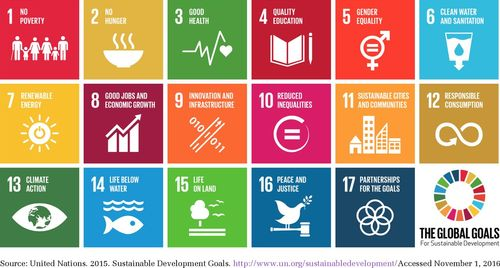 1 NO
POVERTY
2 NO
HUNGER
3 GOOD
HEALTH
4 QUALITY
EDUCATION
5 GENDER
EQUALITY
6 CLEAN WATER
AND SANITATION
7 RENEWABLE
ENERGY
8 GOOD JOBS AND
ECONOMIC GROWTH
9 INNOVATION AND
INFRASTRUCTURE
10 REDUCED
INEQUALITIES
11 SUSTAINABLE CITIES
AND COMMUNITIES
12 RESPONSIBLE
CONSUMPTION
13 CLIMATE
ACTION
14 LIFE BELOW
WATER
15 LIFE
ON LAND
16 PEACE AND
JUSTICE
17 PARTNERSHIPS
FOR THE GOALS
THE GLOBAL GOALS
For Sustainable Development
Source: United Nations. 2015. Sustainable Development Goals. http://www.un.org/sustainabledevelopment/Accessed November 1, 2016